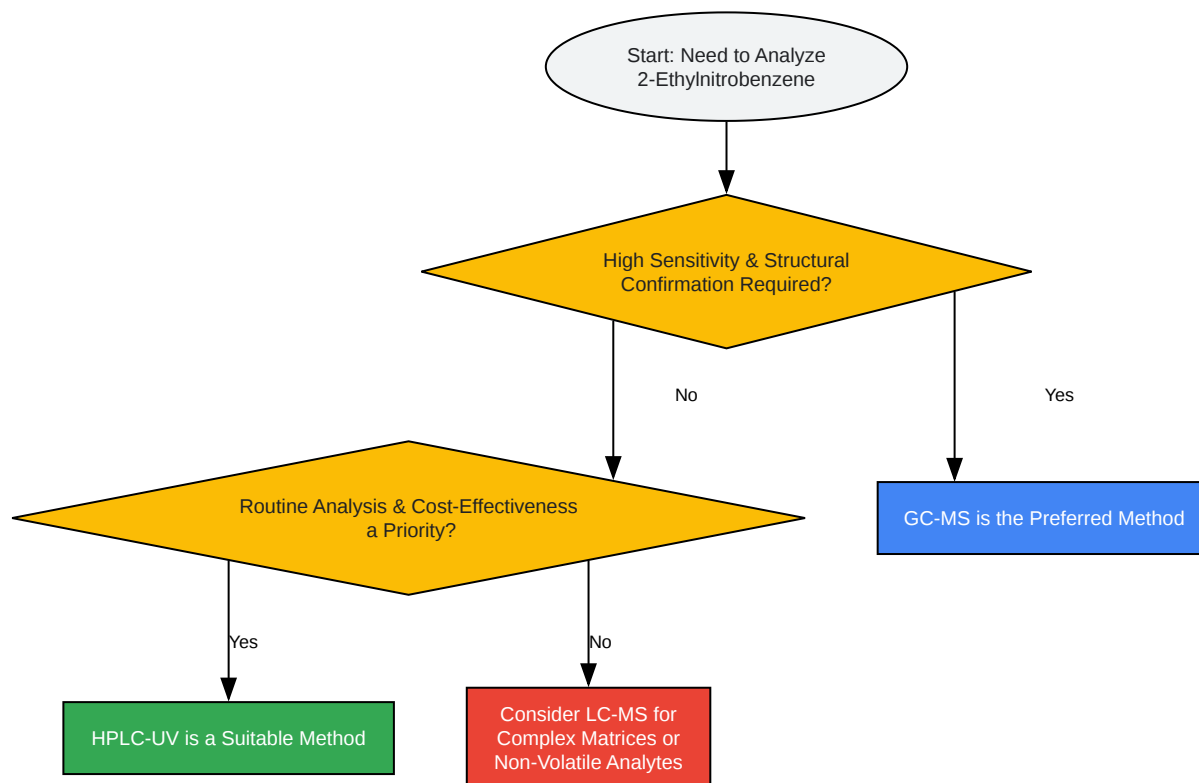 Start: Need to Analyze
2-Ethylnitrobenzene
High Sensitivity & Structural
Confirmation Required?
No
Yes
Routine Analysis & Cost-Effectiveness
a Priority?
GC-MS is the Preferred Method
Yes
No
HPLC-UV is a Suitable Method
Consider LC-MS for
Complex Matrices or
Non-Volatile Analytes